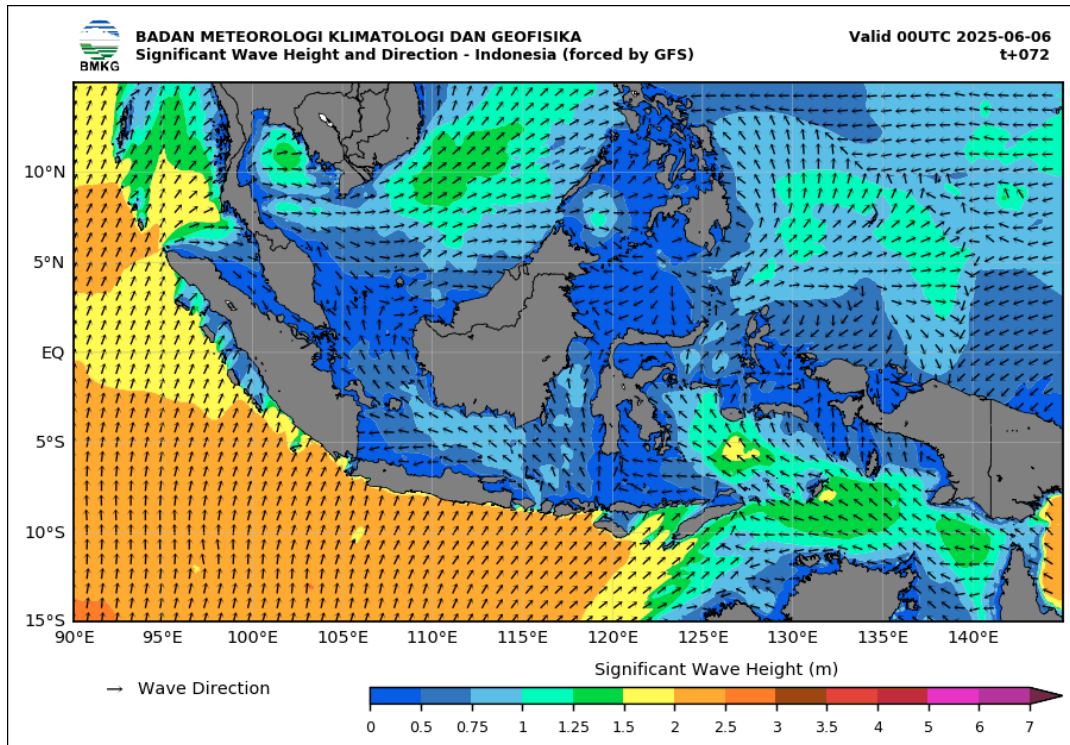 BMKG
BADAN METEOROLOGI KLIMATOLOGI DAN GEOFISIKA
Significant Wave Height and Direction - Indonesia (forced by GFS)
Valid 00UTC 2025-06-06
t+072
10°N
5°N
EQ
5°S
10°S
15°S
90°E 95°E 100°E 105°E 110°E 115°E 120°E 125°E 130°E 135°E 140°E
Wave Direction
Significant Wave Height (m)
0 0.5 0.75 1 1.25 1.5 2 2.5 3 3.5 4 5 6 7